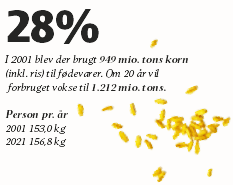 28%
I 2001 blev der brugt 949 mio. tons korn
(inkl. ris) til fødevarer. Om 20 år vil
forbruget vokse til 1.212 mio. tons.
Person pr. år
2001 153,0 kg
2021 156,8 kg